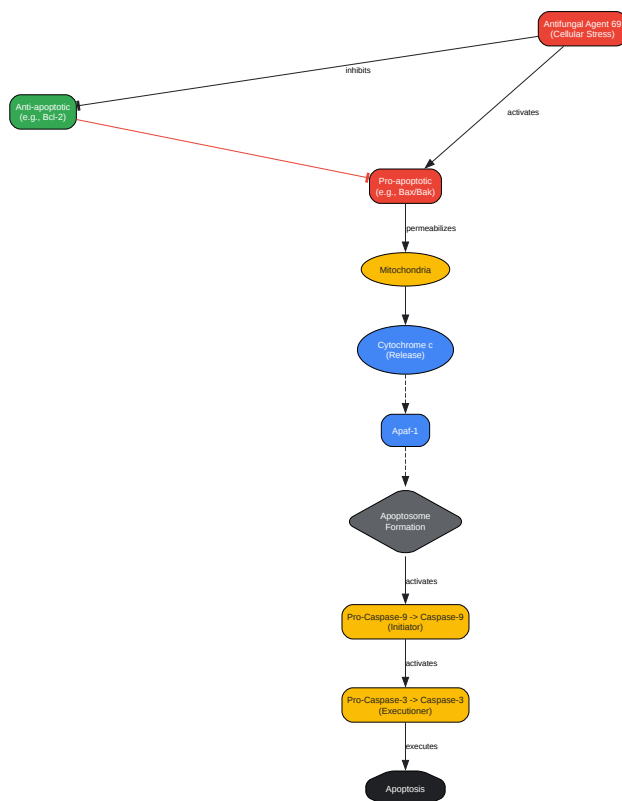 Antifungal Agent 69
(Cellular Stress)
inhibits
Anti-apoptotic
(e.g., Bcl-2)
activates
Pro-apoptotic
(e.g., Bax/Bak)
permeabilizes
Mitochondria
Cytochrome c
(Release)
Apaf-1
Apoptosome
Formation
activates
Pro-Caspase-9 -> Caspase-9
(Initiator)
activates
Pro-Caspase-3 -> Caspase-3
(Executioner)
executes
Apoptosis